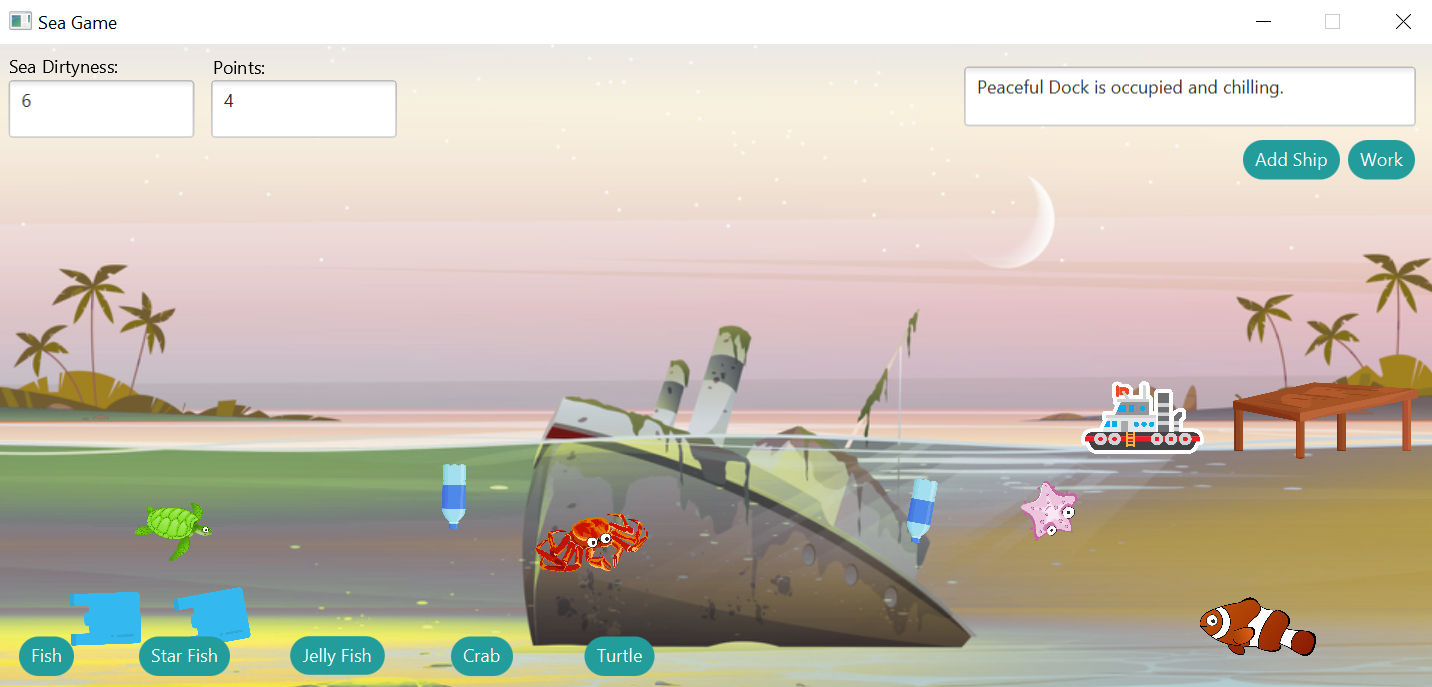 Sea Game
Sea Dirtyness:
Points:
6
4
Peaceful Dock is occupied and chilling.
Add Ship
Work
Fish
Star Fish
Jelly Fish
Crab
Turtle